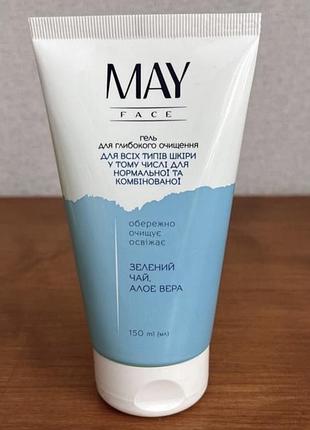 MAY
FACE
гель
для глибокого очищення
ДЛЯ ВСІХ ТИПІВ ШКІРИ
У ТОМУ ЧИСЛІ ДЛЯ
НОРМАЛЬНОЇ ТА
КОМБІНОВАНОЇ
обережно
очищує
освіжає
ЗЕЛЕНИЙ
ЧАЙ,
АЛОЕ ВЕРА
150 ml (мл)